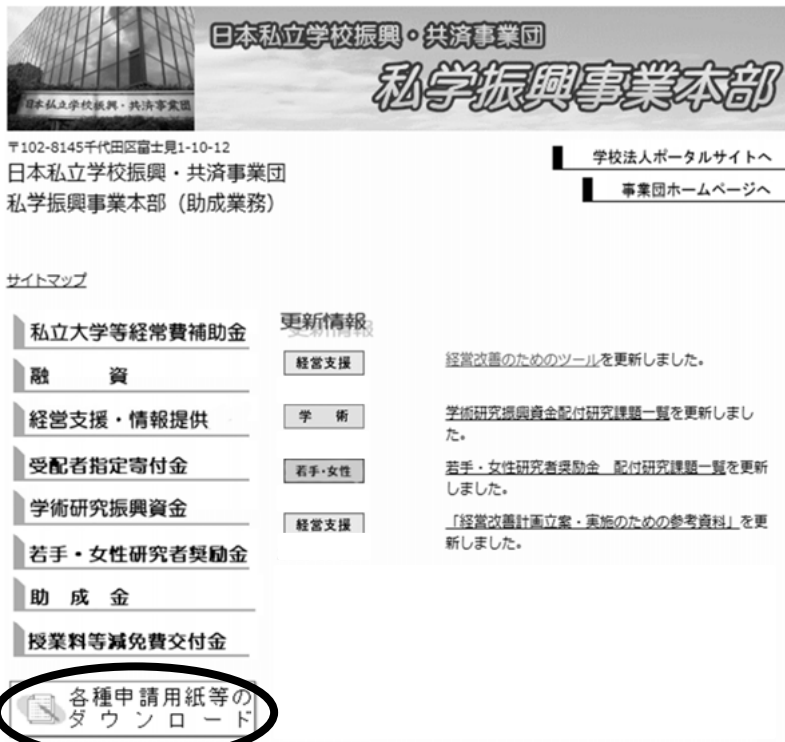 日本私立学校振興・共済事業団
私学振興事業本部
日本私立学校振興・共済事業団
〒102-8145千代田区富士見1-10-12
日本私立学校振興・共済事業団
私学振興事業本部（助成業務）
学校法人ポータルサイトへ
事業団ホームページへ
サイトマップ
私立大学等経常費補助金
融　資
経営支援・情報提供
受配者指定寄付金
学術研究振興資金
若手・女性研究者奨励金
助 成 金
授業料等減免費交付金
各種申請用紙等の
ダウンロード
更新情報
経営支援
経営改善のためのツールを更新しました。
学　術
学術研究振興資金配付研究課題一覧を更新しまし
た。
若手・女性
若手・女性研究者奨励金　配付研究課題一覧を更新
しました。
経営支援
「経営改善計画立案・実施のための参考資料」を更
新しました。